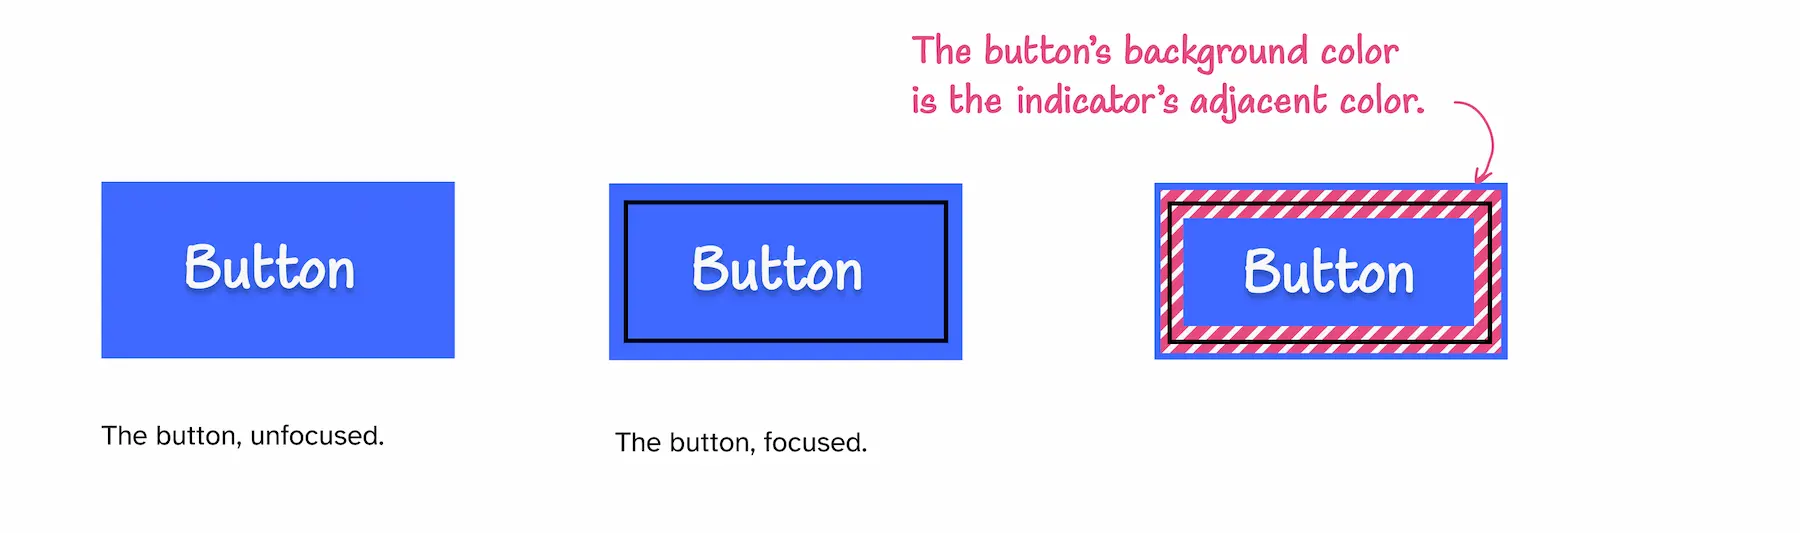 The button’s background color
is the indicator’s adjacent color.
Button
Button
Button
The button, unfocused.
The button, focused.